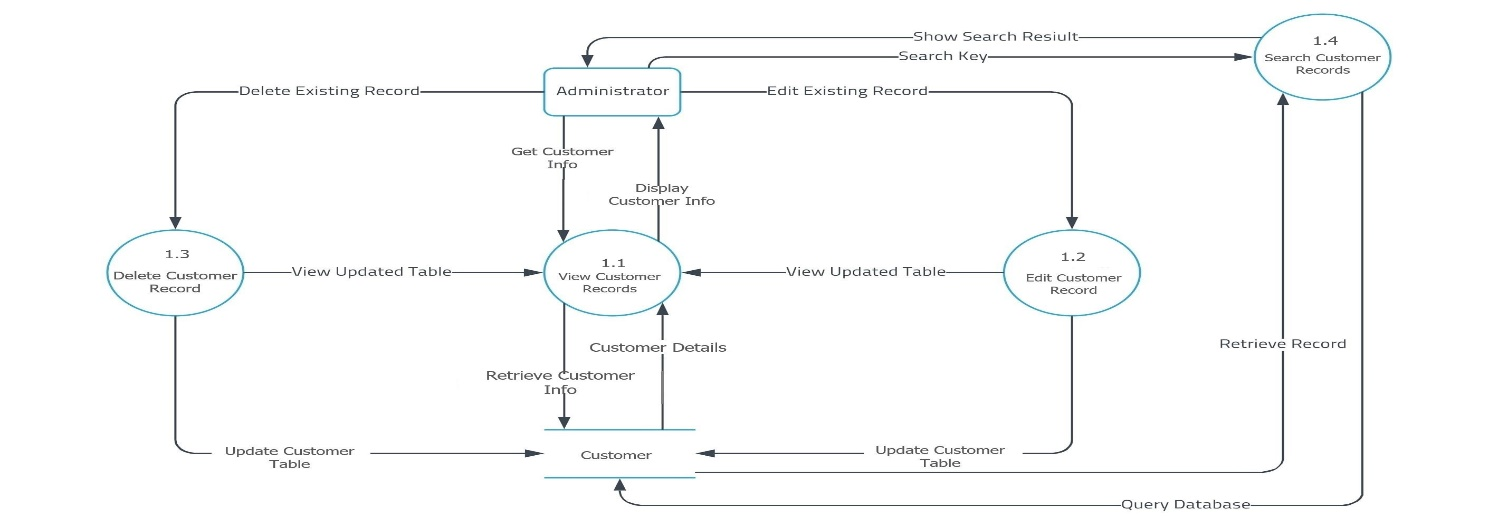 Show Search Resiult
1.4
Search Customer
Records
Search Key
Delete Existing Record
Administrator
Edit Existing Record
Get Customer
Info
Display
Customer Info
1.3
Delete Customer
Record
View Updated Table
1.1
View Customer
Records
View Updated Table
1.2
Edit Customer
Record
Customer Details
Retrieve Record
Retrieve Customer
Info
Update Customer
Table
Customer
Update Customer
Table
Query Database